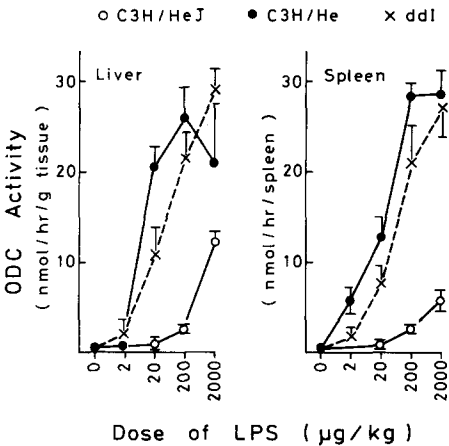 ○ C3H/HeJ ● C3H/He × ddI
Liver
Spleen
ODC Activity
( nmol/hr/g tissue )
30
20
10
0 2 20 200 2000
( nmol/hr/spleen )
30
20
10
0 2 20 200 2000
Dose of LPS ( μg/kg )